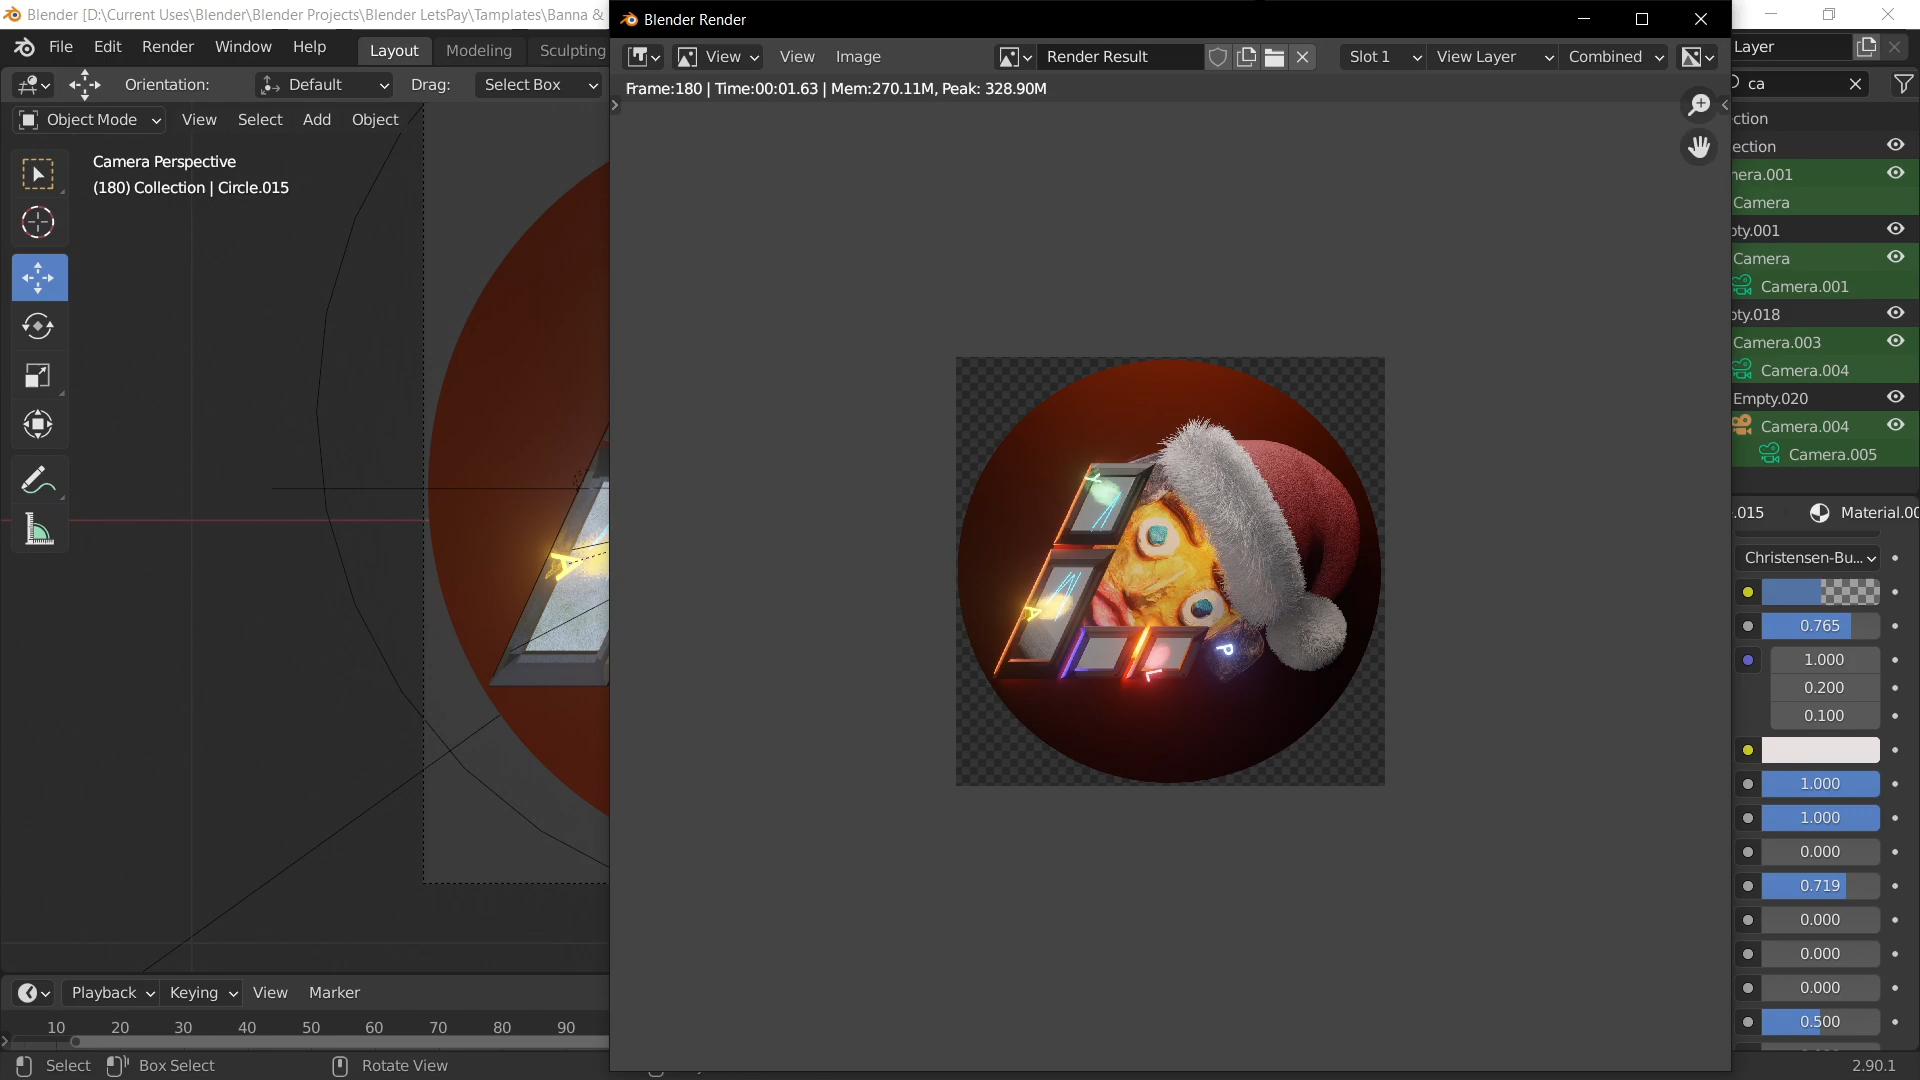 Blender [D:\Current Uses\Blender\Blender Projects\Blender LetsPay\Tamplates\Banna &
Blender Render
File Edit Render Window Help Layout Modeling Sculpting
View View Image Render Result Slot 1 View Layer Combined
Layer
Orientation: Default Drag: Select Box
Frame:180 | Time:00:01.63 | Mem:270.11M, Peak: 328.90M
ca
Object Mode View Select Add Object
ction
ection
Camera Perspective
(180) Collection | Circle.015
nera.001
Camera
pty.001
Camera
Camera.001
pty.018
Camera.003
Camera.004
Empty.020
Camera.004
Camera.005
.015 Material.00
Christensen-Bu...
0.765
1.000
0.200
0.100
1.000
1.000
0.000
0.719
0.000
0.000
0.000
0.500
Y
A
L
P
A
Playback Keying View Marker
10 20 30 40 50 60 70 80 90
Select Box Select Rotate View
2.90.1